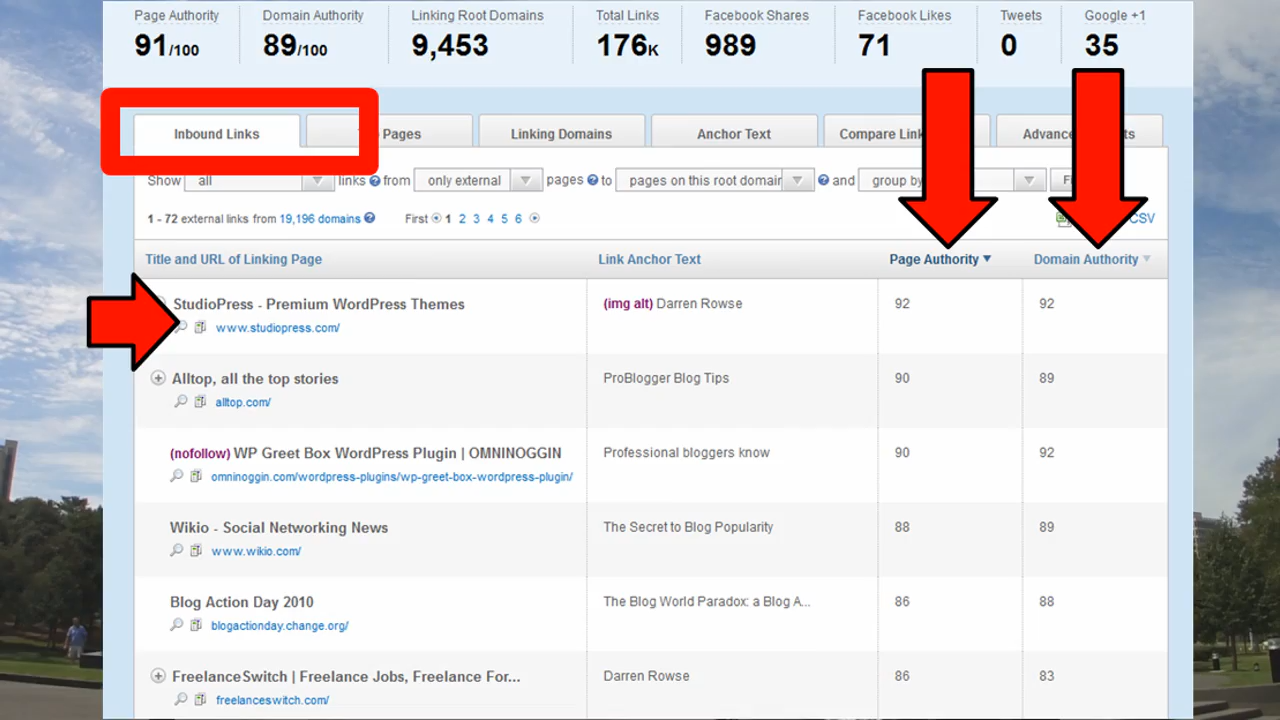 Page Authority Domain Authority Linking Root Domains Total Links Facebook Shares Facebook Likes Tweets Google +1
91/100 89/100 9,453 176K 989 71 0 35
Inbound Links Pages Linking Domains Anchor Text Compare Link Advance
Show all links from only external pages to pages on this root domain and group by
1 - 72 external links from 19,196 domains First 1 2 3 4 5 6 CSV
Title and URL of Linking Page Link Anchor Text Page Authority Domain Authority
StudioPress - Premium WordPress Themes (img alt) Darren Rowse 92 92
www.studiopress.com/
Alltop, all the top stories ProBlogger Blog Tips 90 89
alltop.com/
(nofollow) WP Greet Box WordPress Plugin | OMNINOGGIN Professional bloggers know 90 92
omninoggin.com/wordpress-plugins/wp-greet-box-wordpress-plugin/
Wikio - Social Networking News The Secret to Blog Popularity 88 89
www.wikio.com/
Blog Action Day 2010 The Blog World Paradox: a Blog A... 86 88
blogactionday.change.org/
FreelanceSwitch | Freelance Jobs, Freelance For... Darren Rowse 86 83
freelanceswitch.com/